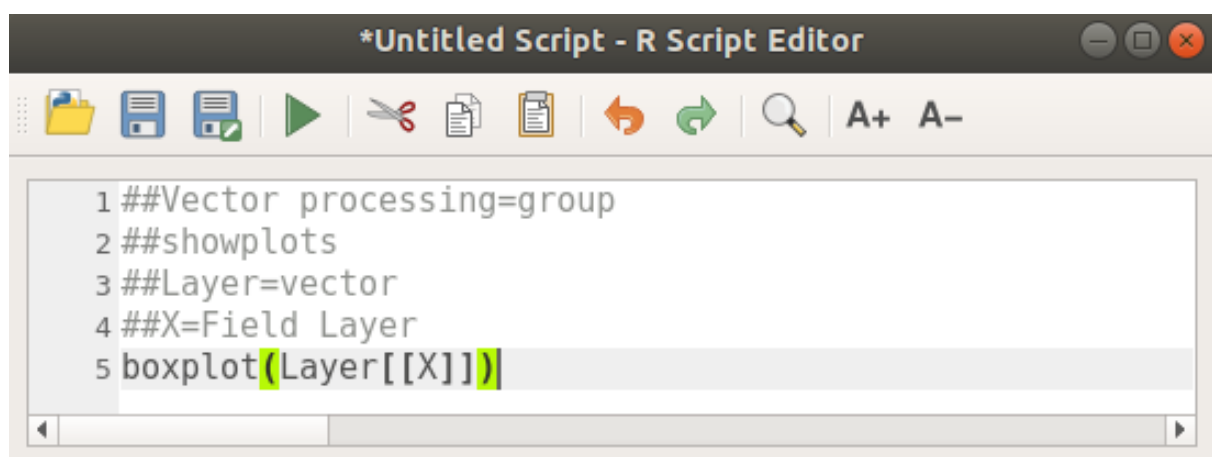 *Untitled Script - R Script Editor
A+ A-
1 ##Vector processing=group
2 ##showplots
3 ##Layer=vector
4 ##X=Field Layer
5 boxplot(Layer[[X]])